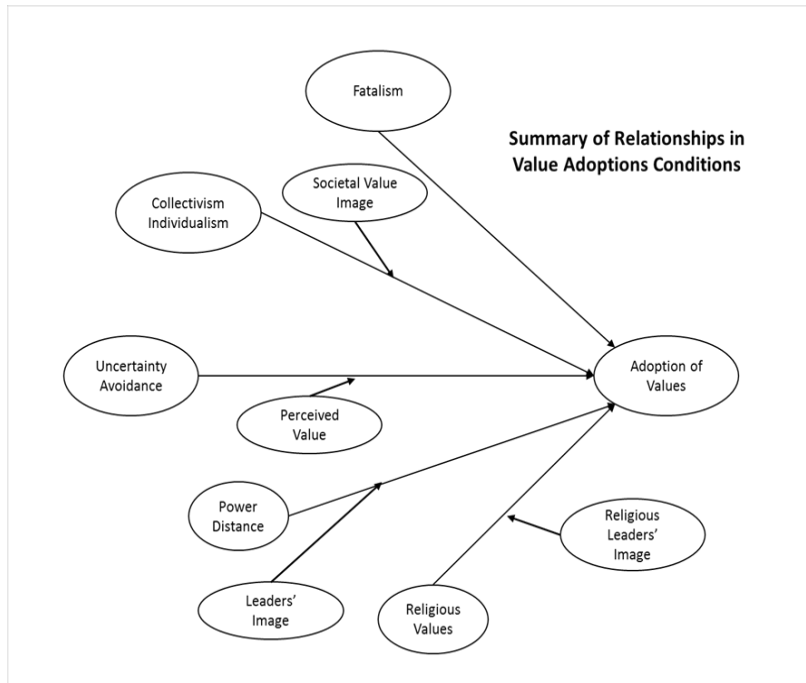 Fatalism
Summary of Relationships in
Value Adoptions Conditions
Societal Value
Image
Collectivism
Individualism
Uncertainty
Avoidance
Adoption of
Values
Perceived
Value
Power
Distance
Religious
Leaders'
Image
Leaders'
Image
Religious
Values